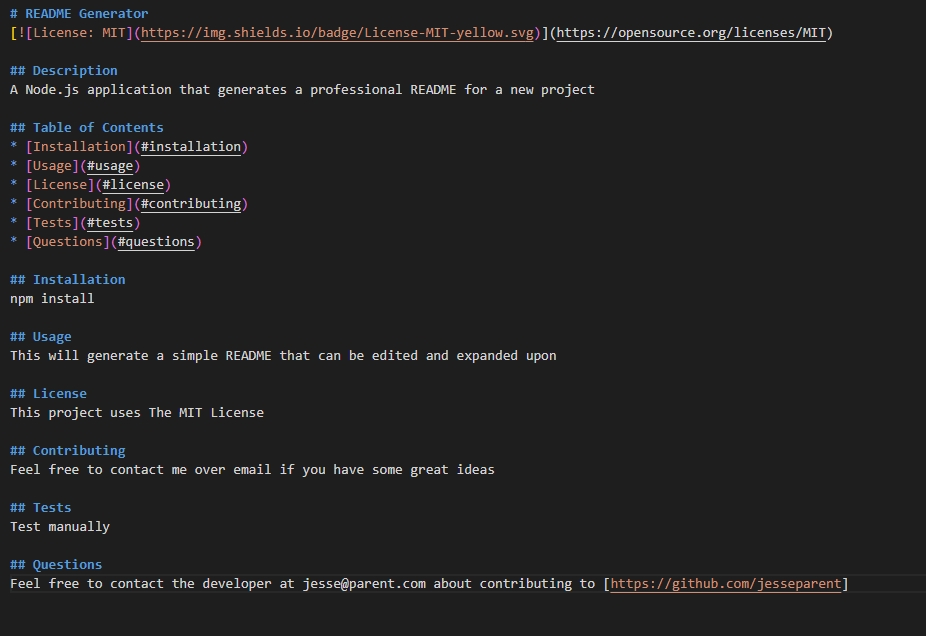 # README Generator
[![License: MIT](https://img.shields.io/badge/License-MIT-yellow.svg)](https://opensource.org/licenses/MIT)
## Description
A Node.js application that generates a professional README for a new project
## Table of Contents
* [Installation](#installation)
* [Usage](#usage)
* [License](#license)
* [Contributing](#contributing)
* [Tests](#tests)
* [Questions](#questions)
## Installation
npm install
## Usage
This will generate a simple README that can be edited and expanded upon
## License
This project uses The MIT License
## Contributing
Feel free to contact me over email if you have some great ideas
## Tests
Test manually
## Questions
Feel free to contact the developer at jesse@parent.com about contributing to [https://github.com/jesseparent]